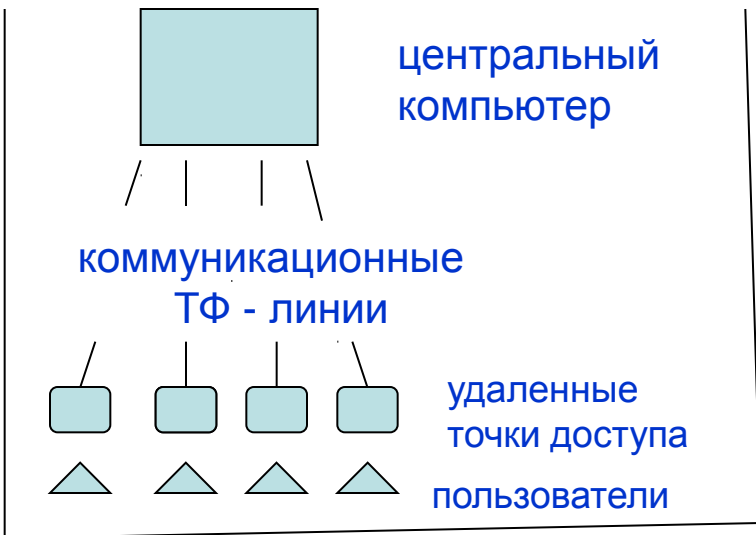 центральный
компьютер
коммуникационные
ТФ - линии
удаленные
точки доступа
пользователи